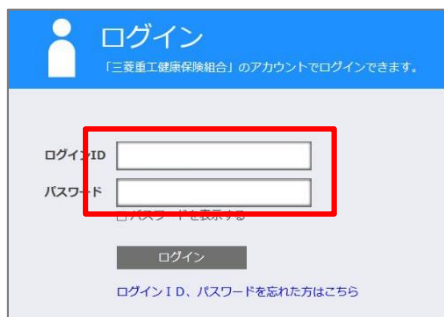 ログイン
「三菱重工健康保険組合」のアカウントでログインできます。
ログインID
パスワード
□ パスワードを表示する
ログイン
ログインＩＤ、パスワードを忘れた方はこちら